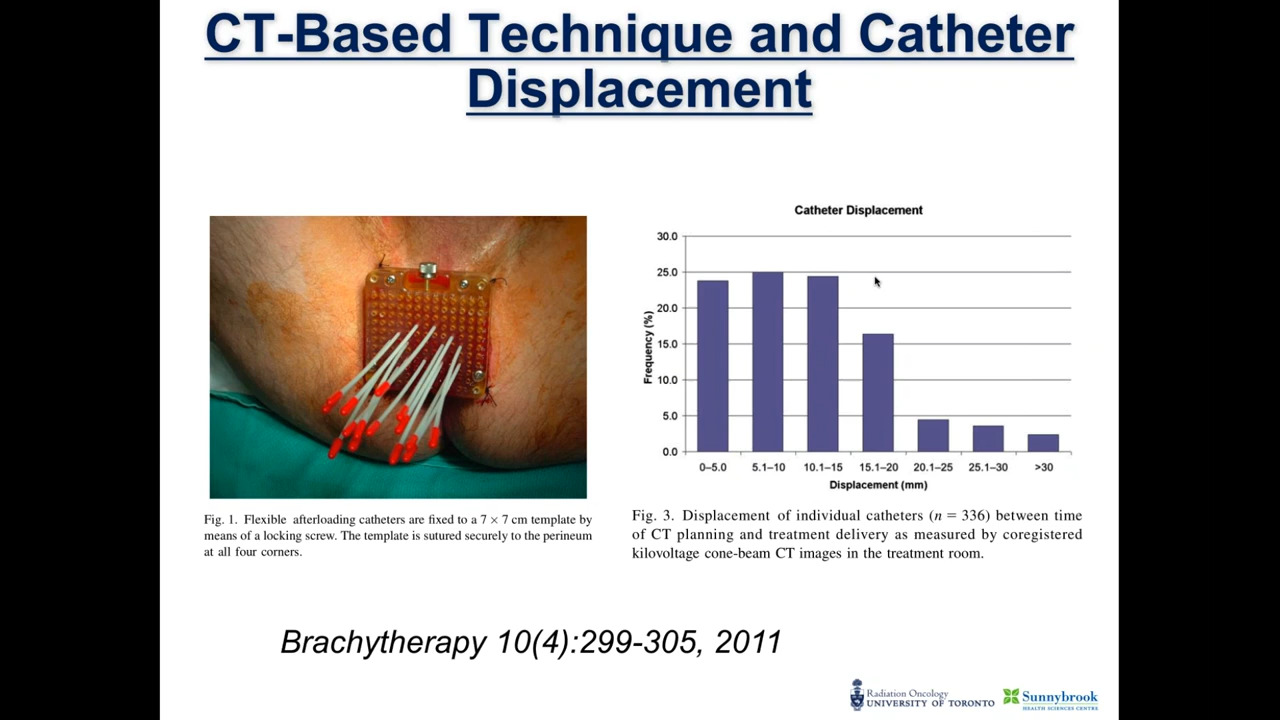 CT-Based Technique and Catheter
Displacement
Fig. 1. Flexible afterloading catheters are fixed to a 7 × 7 cm template by
means of a locking screw. The template is sutured securely to the perineum
at all four corners.
Catheter Displacement
Frequency (%)
30.0
25.0
20.0
15.0
10.0
5.0
0.0
0–5.0 5.1–10 10.1–15 15.1–20 20.1–25 25.1–30 >30
Displacement (mm)
Fig. 3. Displacement of individual catheters (n = 336) between time
of CT planning and treatment delivery as measured by coregistered
kilovoltage cone-beam CT images in the treatment room.
Brachytherapy 10(4):299-305, 2011
Radiation Oncology
UNIVERSITY OF TORONTO
Sunnybrook
HEALTH SCIENCES CENTRE